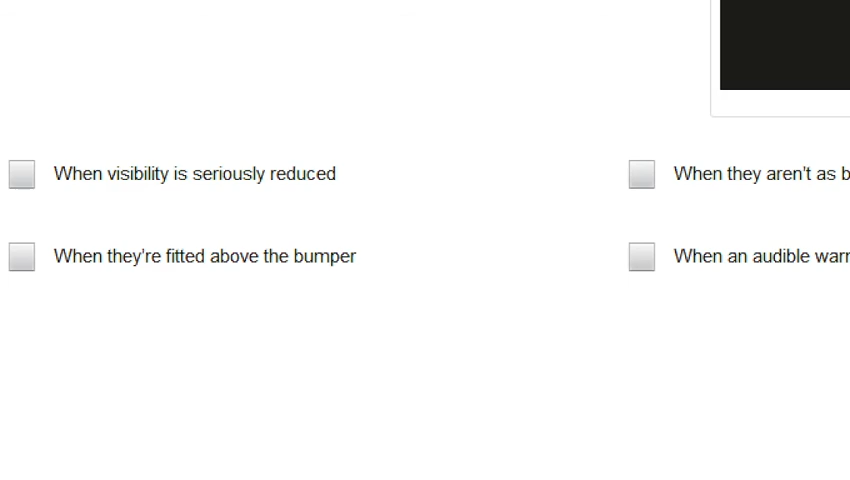 When visibility is seriously reduced
When they aren't as
When they're fitted above the bumper
When an audible